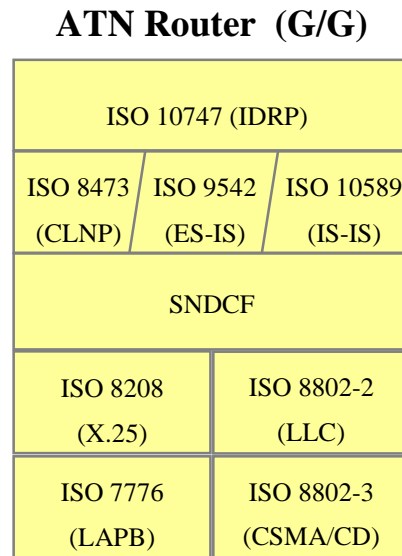 ATN Router (G/G)
ISO 10747 (IDRP)
ISO 8473 ISO 9542 ISO 10589
(CLNP) (ES-IS) (IS-IS)
SNDCF
ISO 8208 ISO 8802-2
(X.25) (LLC)
ISO 7776 ISO 8802-3
(LAPB) (CSMA/CD)